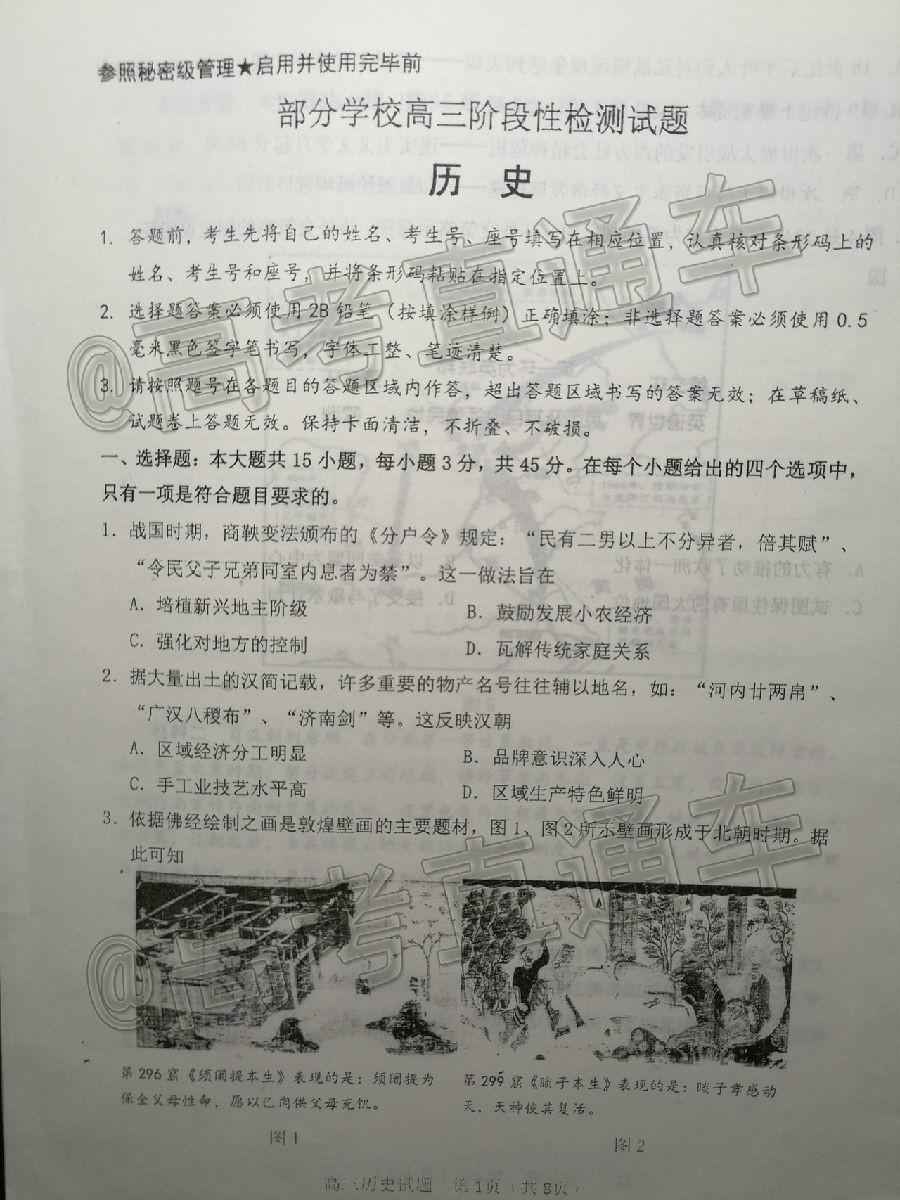 参照秘密级管理★启用并使用完毕前
部分学校高三阶段性检测试题
历 史
1. 答题前，考生先将自己的姓名、考生号、座号填写在相应位置，认真核对条形码上的
姓名、考生号和座号，并将条形码粘贴在指定位置上。
2. 选择题答案必须使用2B铅笔（按填涂样例）正确填涂；非选择题答案必须使用0.5
毫米黑色签字笔书写，字体工整、笔迹清楚。
3. 请按照题号在各题目的答题区域内作答，超出答题区域书写的答案无效；在草稿纸、
试题卷上答题无效。保持卡面清洁，不折叠、不破损。
一、选择题：本大题共15小题，每小题3分，共45分。在每个小题给出的四个选项中，
只有一项是符合题目要求的。
1. 战国时期，商鞅变法颁布的《分户令》规定：“民有二男以上不分异者，倍其赋”、
“令民父子兄弟同室内息者为禁”。这一做法旨在
A. 培植新兴地主阶级 B. 鼓励发展小农经济
C. 强化对地方的控制 D. 瓦解传统家庭关系
2. 据大量出土的汉简记载，许多重要的物产名号往往辅以地名，如：“河内廿两帛”、
“广汉八稯布”、“济南剑”等。这反映汉朝
A. 区域经济分工明显 B. 品牌意识深入人心
C. 手工业技艺水平高 D. 区域生产特色鲜明
3. 依据佛经绘制之画是敦煌壁画的主要题材，图1、图2所示壁画形成于北朝时期。据
此可知
第296窟《须阇提本生》表现的是：须阇提为
保全父母性命，愿以己肉供父母充饥。
图1
第299窟《睒子本生》表现的是：睒子孝感动
天，天神使其复活。
图2
高三历史试题 第1页（共8页）
@高考直通车
@高考直通车